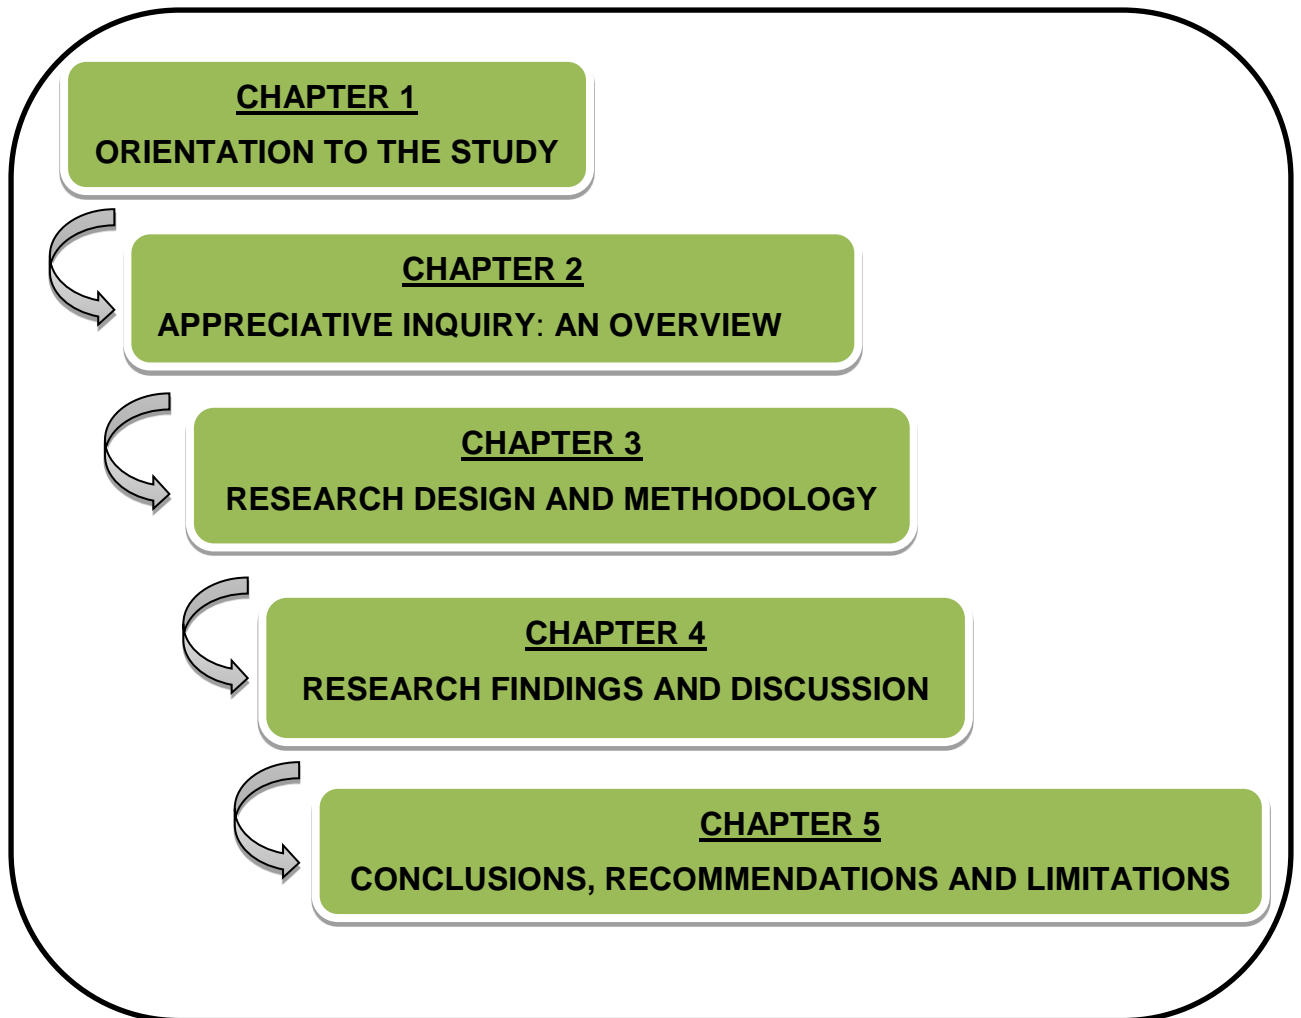 CHAPTER 1
ORIENTATION TO THE STUDY
CHAPTER 2
APPRECIATIVE INQUIRY: AN OVERVIEW
CHAPTER 3
RESEARCH DESIGN AND METHODOLOGY
CHAPTER 4
RESEARCH FINDINGS AND DISCUSSION
CHAPTER 5
CONCLUSIONS, RECOMMENDATIONS AND LIMITATIONS